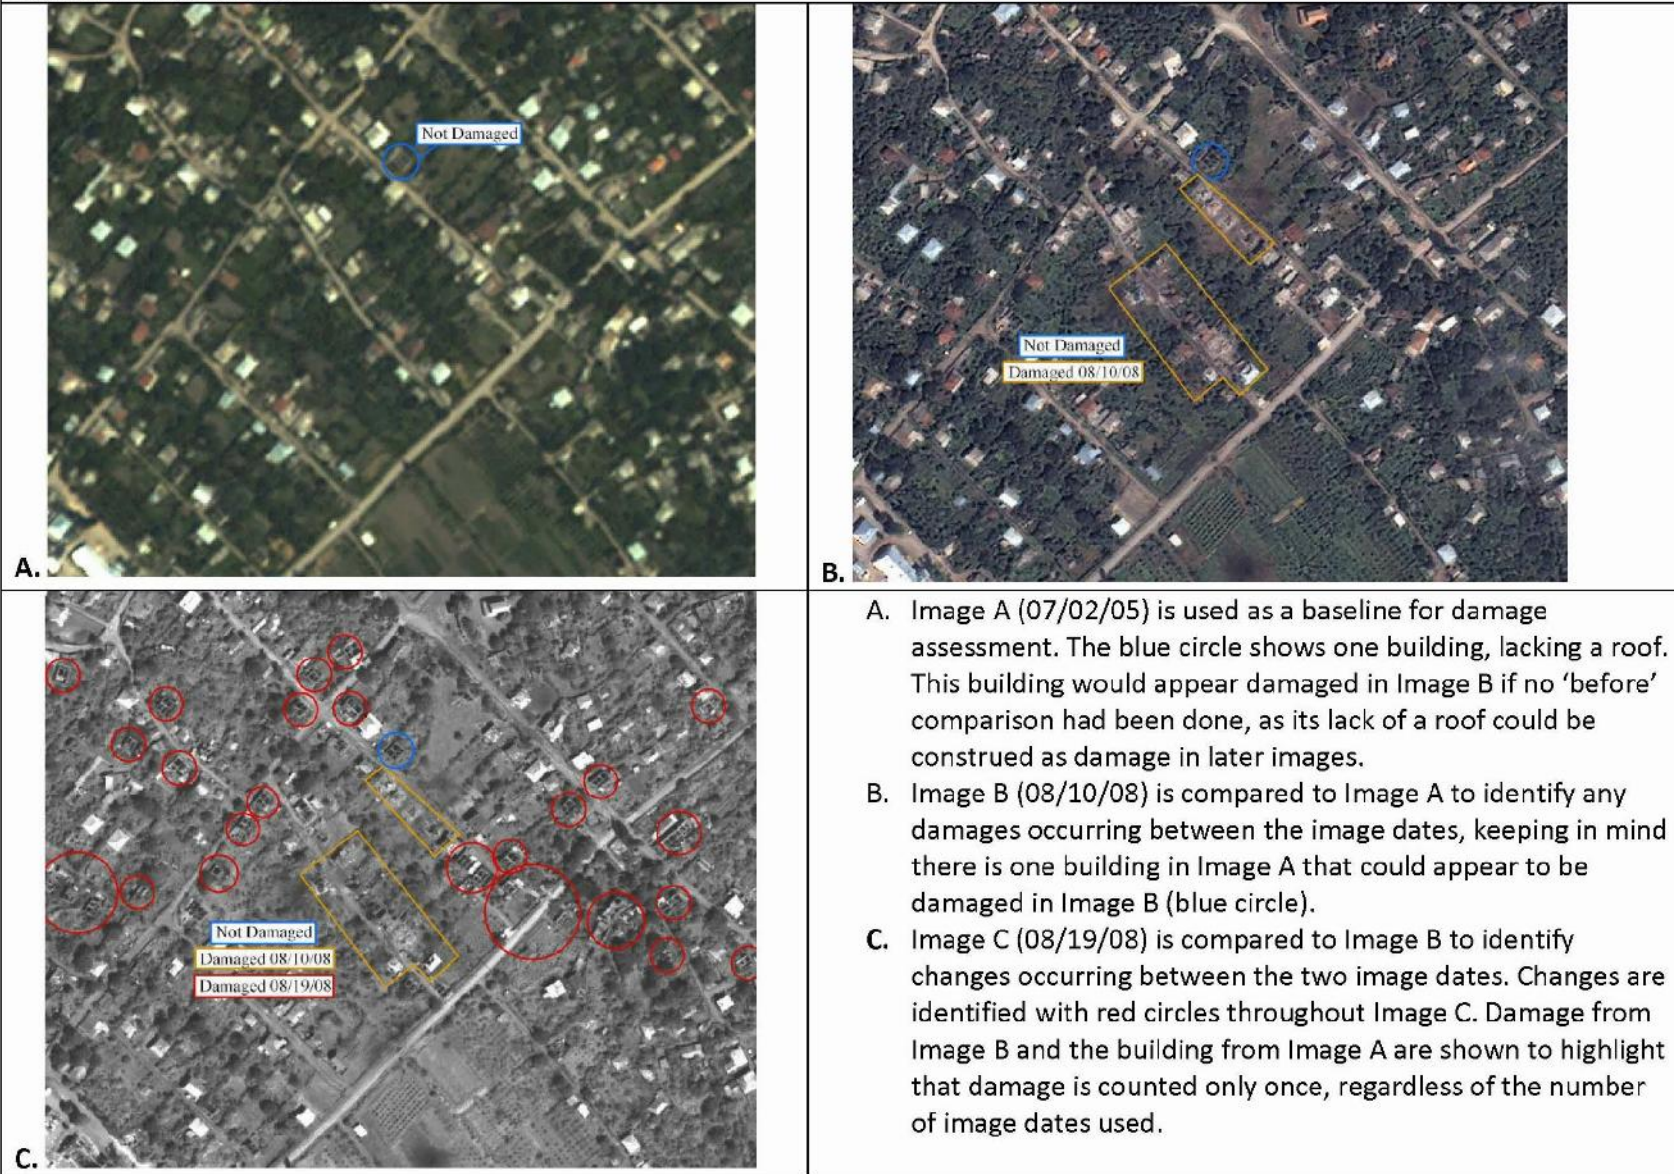 Not Damaged
A.
Not Damaged
Damaged 08/10/08
B.
Not Damaged
Damaged 08/10/08
Damaged 08/19/08
C.
A. Image A (07/02/05) is used as a baseline for damage
assessment. The blue circle shows one building, lacking a roof.
This building would appear damaged in Image B if no ‘before’
comparison had been done, as its lack of a roof could be
construed as damage in later images.
B. Image B (08/10/08) is compared to Image A to identify any
damages occurring between the image dates, keeping in mind
there is one building in Image A that could appear to be
damaged in Image B (blue circle).
C. Image C (08/19/08) is compared to Image B to identify
changes occurring between the two image dates. Changes are
identified with red circles throughout Image C. Damage from
Image B and the building from Image A are shown to highlight
that damage is counted only once, regardless of the number
of image dates used.